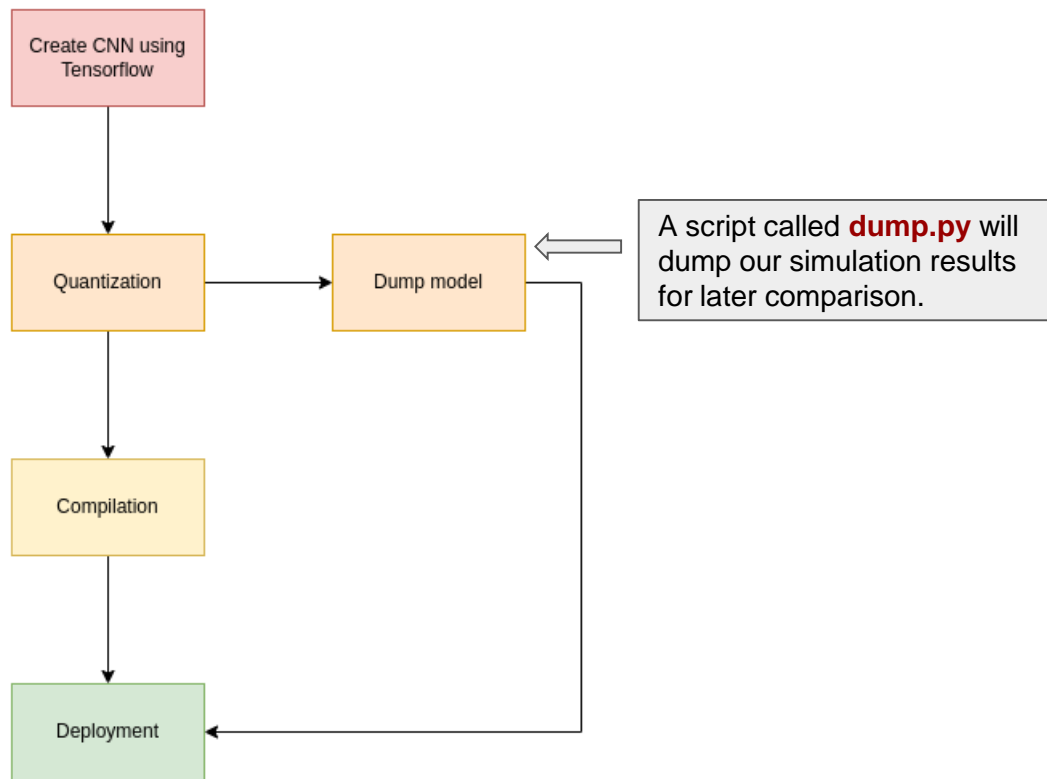 Create CNN using
Tensorflow
Quantization
Dump model
A script called dump.py will
dump our simulation results
for later comparison.
Compilation
Deployment